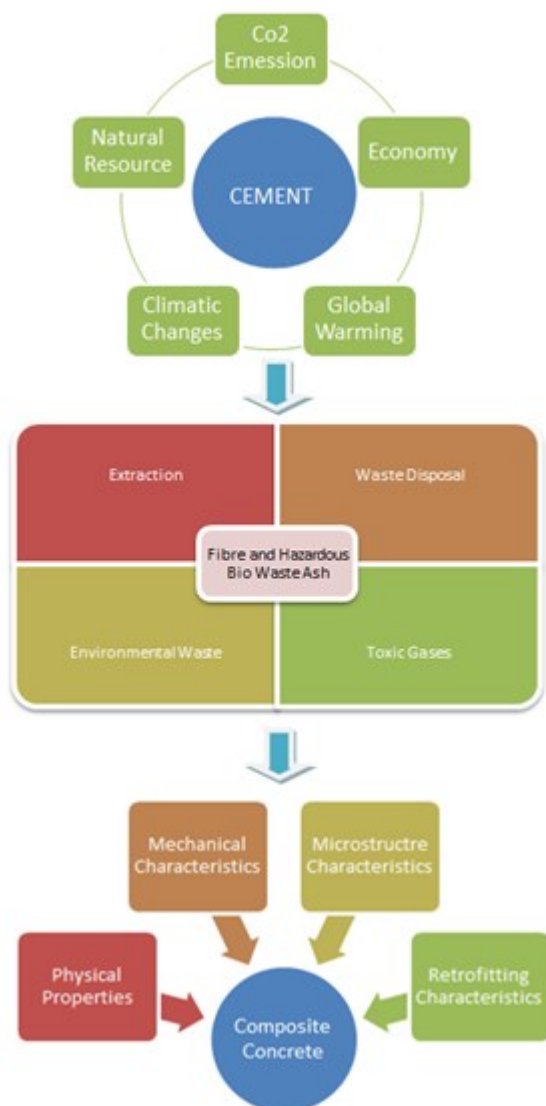 Co2
Emession
Natural
Resource
Economy
CEMENT
Climatic
Changes
Global
Warming
Extraction
Waste Disposal
Fibre and Hazardous
Bio Waste Ash
Environmental Waste
Toxic Gases
Mechanical
Characteristics
Microstructre
Characteristics
Physical
Properties
Retrofitting
Characteristics
Composite
Concrete